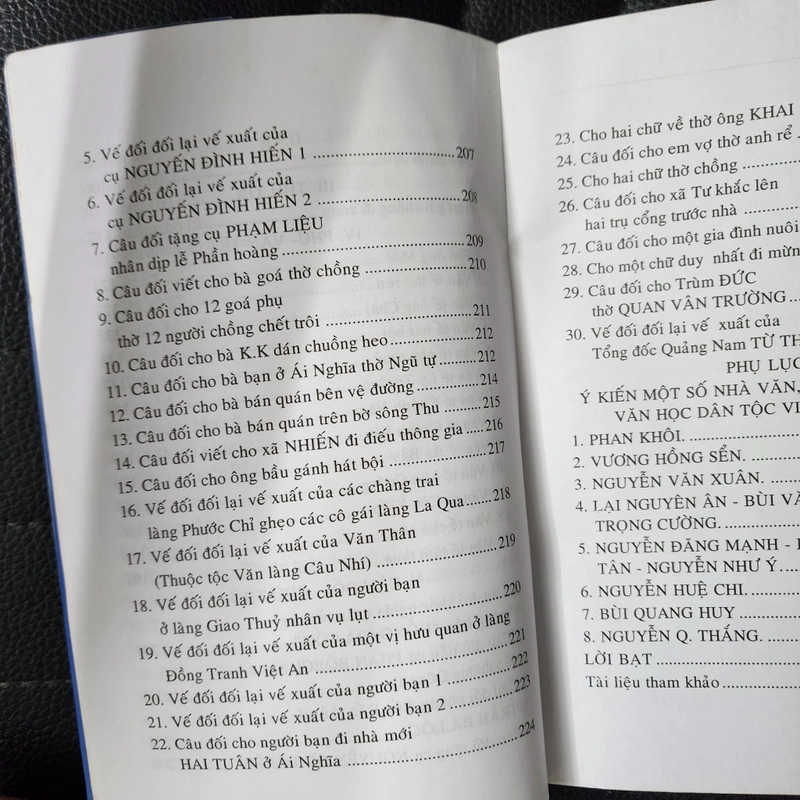 5. Vế đối đối lại vế xuất của
cụ NGUYỄN ĐÌNH HIẾN 1 ........ 207
6. Vế đối đối lại vế xuất của
cụ NGUYỄN ĐÌNH HIẾN 2 ........ 208
7. Câu đối tặng cụ PHẠM LIỆU
nhân dịp lễ Phần hoàng ........ 209
8. Câu đối viết cho bà goá thờ chồng ........ 210
9. Câu đối cho 12 goá phụ
thờ 12 người chồng chết trôi ........ 211
10. Câu đối cho bà K.K dán chuồng heo ........ 212
11. Câu đối cho bà bạn ở Ái Nghĩa thờ Ngũ tự .. 212
12. Câu đối cho bà bán quán bên vệ đường ........ 214
13. Câu đối cho bà bán quán trên bờ sông Thu ..... 215
14. Câu đối viết cho xã NHIẾN đi điếu thông gia .. 216
15. Câu đối cho ông bầu gánh hát bội ........ 217
16. Vế đối đối lại vế xuất của các chàng trai
làng Phước Chỉ ghẹo các cô gái làng La Qua ...... 218
17. Vế đối đối lại vế xuất của Văn Thân
(Thuộc tộc Văn làng Câu Nhí) ........ 219
18. Vế đối đối lại vế xuất của người bạn
ở làng Giao Thuỷ nhân vụ lụt ........ 220
19. Vế đối đối lại vế xuất của một vị hưu quan ở làng
Đồng Tranh Việt An ........ 221
20. Vế đối đối lại vế xuất của người bạn 1 ........ 222
21. Vế đối đối lại vế xuất của người bạn 2 ........ 223
22. Câu đối cho người bạn đi nhà mới
HAI TUÂN ở Ái Nghĩa ........ 224
23. Cho hai chữ về thờ ông KHAI
24. Câu đối cho em vợ thờ anh rể ..
25. Cho hai chữ thờ chồng ........
26. Câu đối cho xã Tư khắc lên
hai trụ cổng trước nhà ........
27. Câu đối cho một gia đình nuôi
28. Cho một chữ duy nhất đi mừn
29. Câu đối cho Trùm ĐỨC
thờ QUAN VÂN TRƯỜNG ........
30. Vế đối đối lại vế xuất của
Tổng đốc Quảng Nam TỪ TH
PHỤ LỤC
Ý KIẾN MỘT SỐ NHÀ VĂN,
VĂN HỌC DÂN TỘC VI
1. PHAN KHÔI. ........
2. VƯƠNG HỒNG SỂN. ........
3. NGUYỄN VĂN XUÂN. ........
4. LẠI NGUYÊN ÂN - BÙI VĂ
TRỌNG CƯỜNG. ........
5. NGUYỄN ĐĂNG MẠNH -
TÂN - NGUYỄN NHƯ Ý. ........
6. NGUYỄN HUỆ CHI. ........
7. BÙI QUANG HUY ........
8. NGUYỄN Q. THẮNG. ........
LỜI BẠT ........
Tài liệu tham khảo ........